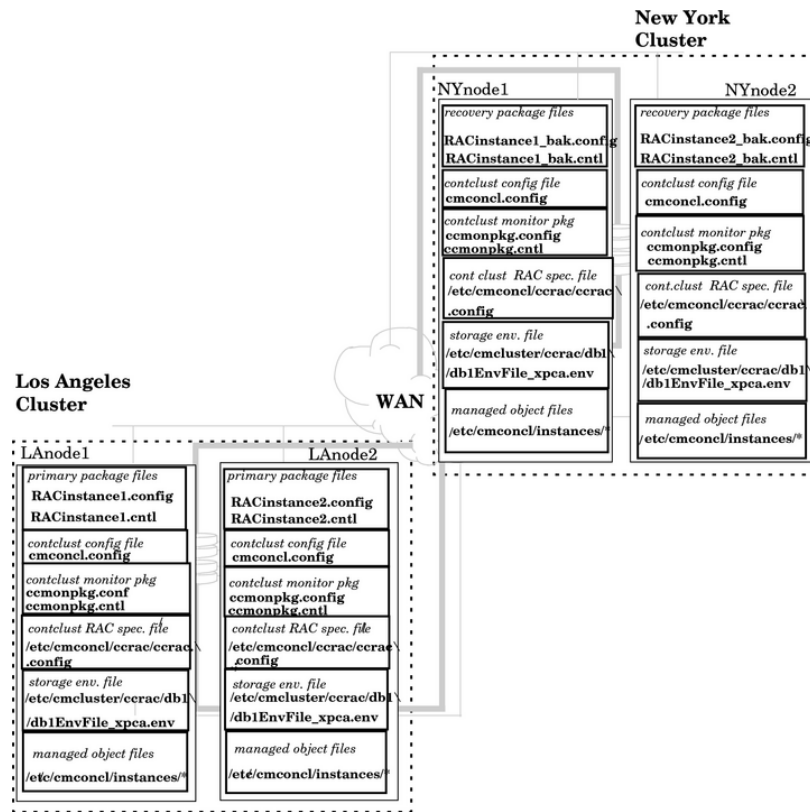 New York
Cluster
NYnode1
recovery package files
RACinstance1_bak.config
RACinstance1_bak.cntl
contclust config file
cmconcl.config
contclust monitor pkg
ccmonpkg.config
ccmonpkg.cntl
cont clust  RAC spec. file
/etc/cmconcl/ccrac/ccrac\
.config
storage env. file
/etc/cmcluster/ccrac/db1\
/db1EnvFile_xpca.env
managed object files
/etc/cmconcl/instances/*
NYnode2
recovery package files
RACinstance2_bak.config
RACinstance2_bak.cntl
contclust config file
cmconcl.config
contclust monitor pkg
ccmonpkg.config
ccmonpkg.cntl
cont.clust  RAC spec. file
/etc/cmconcl/ccrac/ccrac\
.config
storage env. file
/etc/cmcluster/ccrac/db1\
/db1EnvFile_xpca.env
managed object files
/etc/cmconcl/instances/*
WAN
Los Angeles
Cluster
LAnode1
primary package files
RACinstance1.config
RACinstance1.cntl
contclust config file
cmconcl.config
contclust monitor pkg
ccmonpkg.conf
ccmonpkg.cntl
contclust RAC spec. file
/etc/cmconcl/ccrac/ccrac.\
.config
storage env. file
/etc/cmcluster/ccrac/db1\
/db1EnvFile_xpca.env
managed object files
/etc/cmconcl/instances/*
LAnode2
primary package files
RACinstance2.config
RACinstance2.cntl
contclust config file
cmconcl.config
contclust monitor pkg
ccmonpkg.config
ccmonpkg.cntl
contclust RAC spec. file
/etc/cmconcl/ccrac/ccrac\
.config
storage env. file
/etc/cmcluster/ccrac/db1\
/db1EnvFile_xpca.env
managed object files
/etc/cmconcl/instances/*